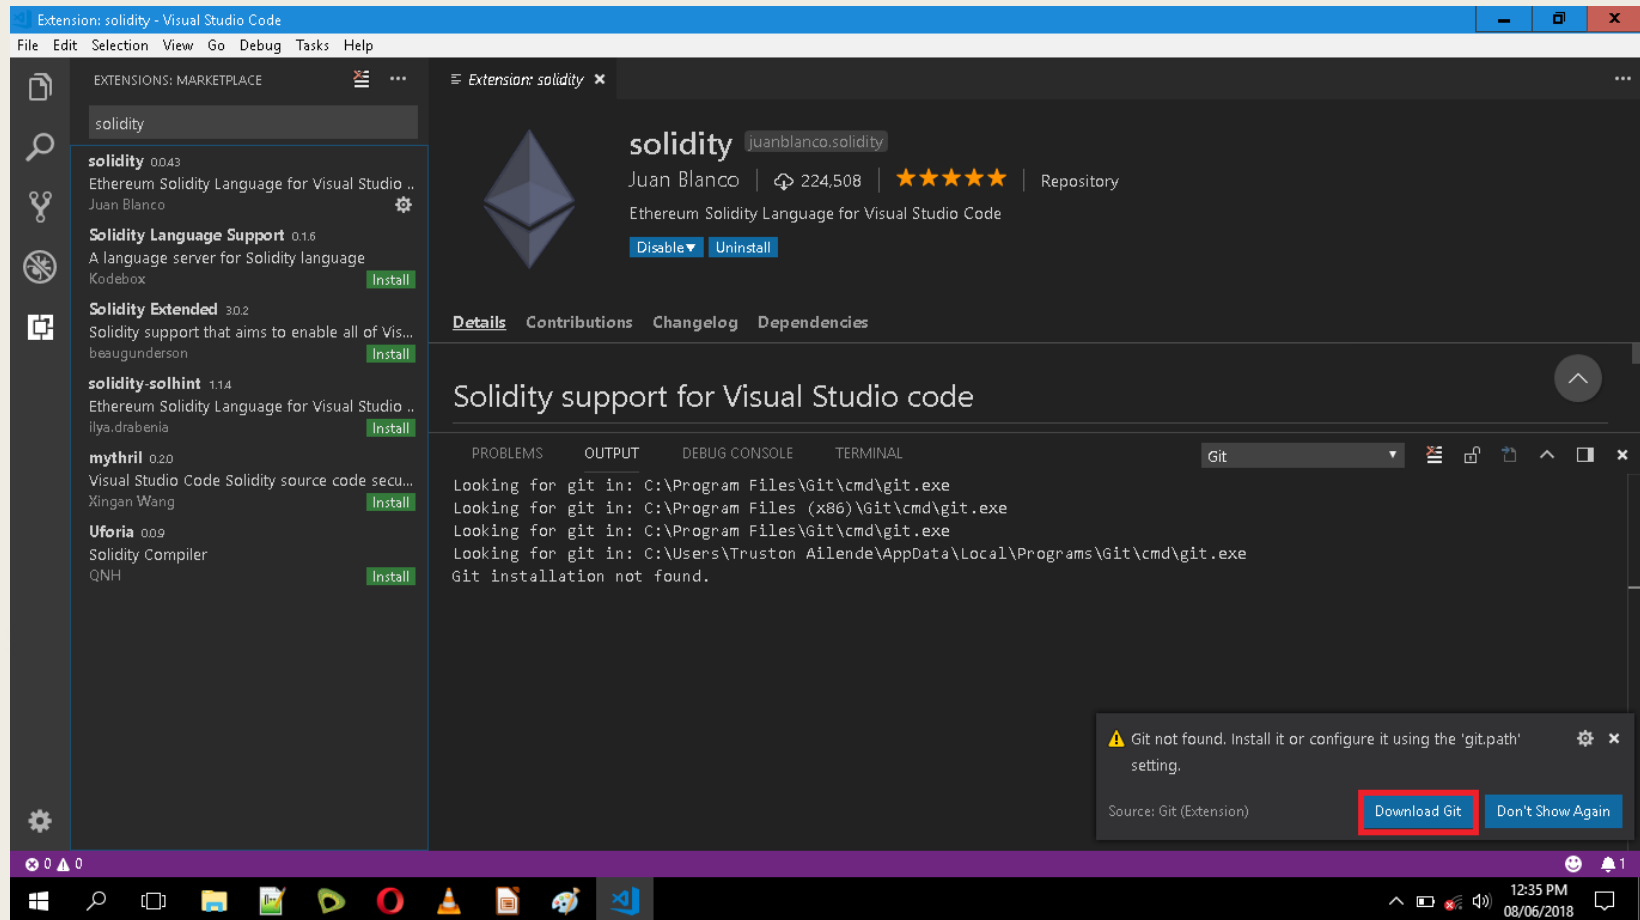 Extension: solidity - Visual Studio Code
File Edit Selection View Go Debug Tasks Help
EXTENSIONS: MARKETPLACE
solidity
solidity 0.0.43
Ethereum Solidity Language for Visual Studio ..
Juan Blanco
Solidity Language Support 0.1.6
A language server for Solidity language
Kodebox Install
Solidity Extended 3.0.2
Solidity support that aims to enable all of Vis...
beaugunderson Install
solidity-solhint 1.1.4
Ethereum Solidity Language for Visual Studio ..
ilya.drabenia Install
mythril 0.2.0
Visual Studio Code Solidity source code secu...
Xingan Wang Install
Uforia 0.0.9
Solidity Compiler
QNH Install
Extension: solidity
solidity juanblanco.solidity
Juan Blanco 224,508 Repository
Ethereum Solidity Language for Visual Studio Code
Disable Uninstall
Details Contributions Changelog Dependencies
Solidity support for Visual Studio code
PROBLEMS OUTPUT DEBUG CONSOLE TERMINAL Git
Looking for git in: C:\Program Files\Git\cmd\git.exe
Looking for git in: C:\Program Files (x86)\Git\cmd\git.exe
Looking for git in: C:\Program Files\Git\cmd\git.exe
Looking for git in: C:\Users\Truston Ailende\AppData\Local\Programs\Git\cmd\git.exe
Git installation not found.
Git not found. Install it or configure it using the 'git.path'
setting.
Source: Git (Extension) Download Git Don't Show Again
0 0 1
12:35 PM
08/06/2018